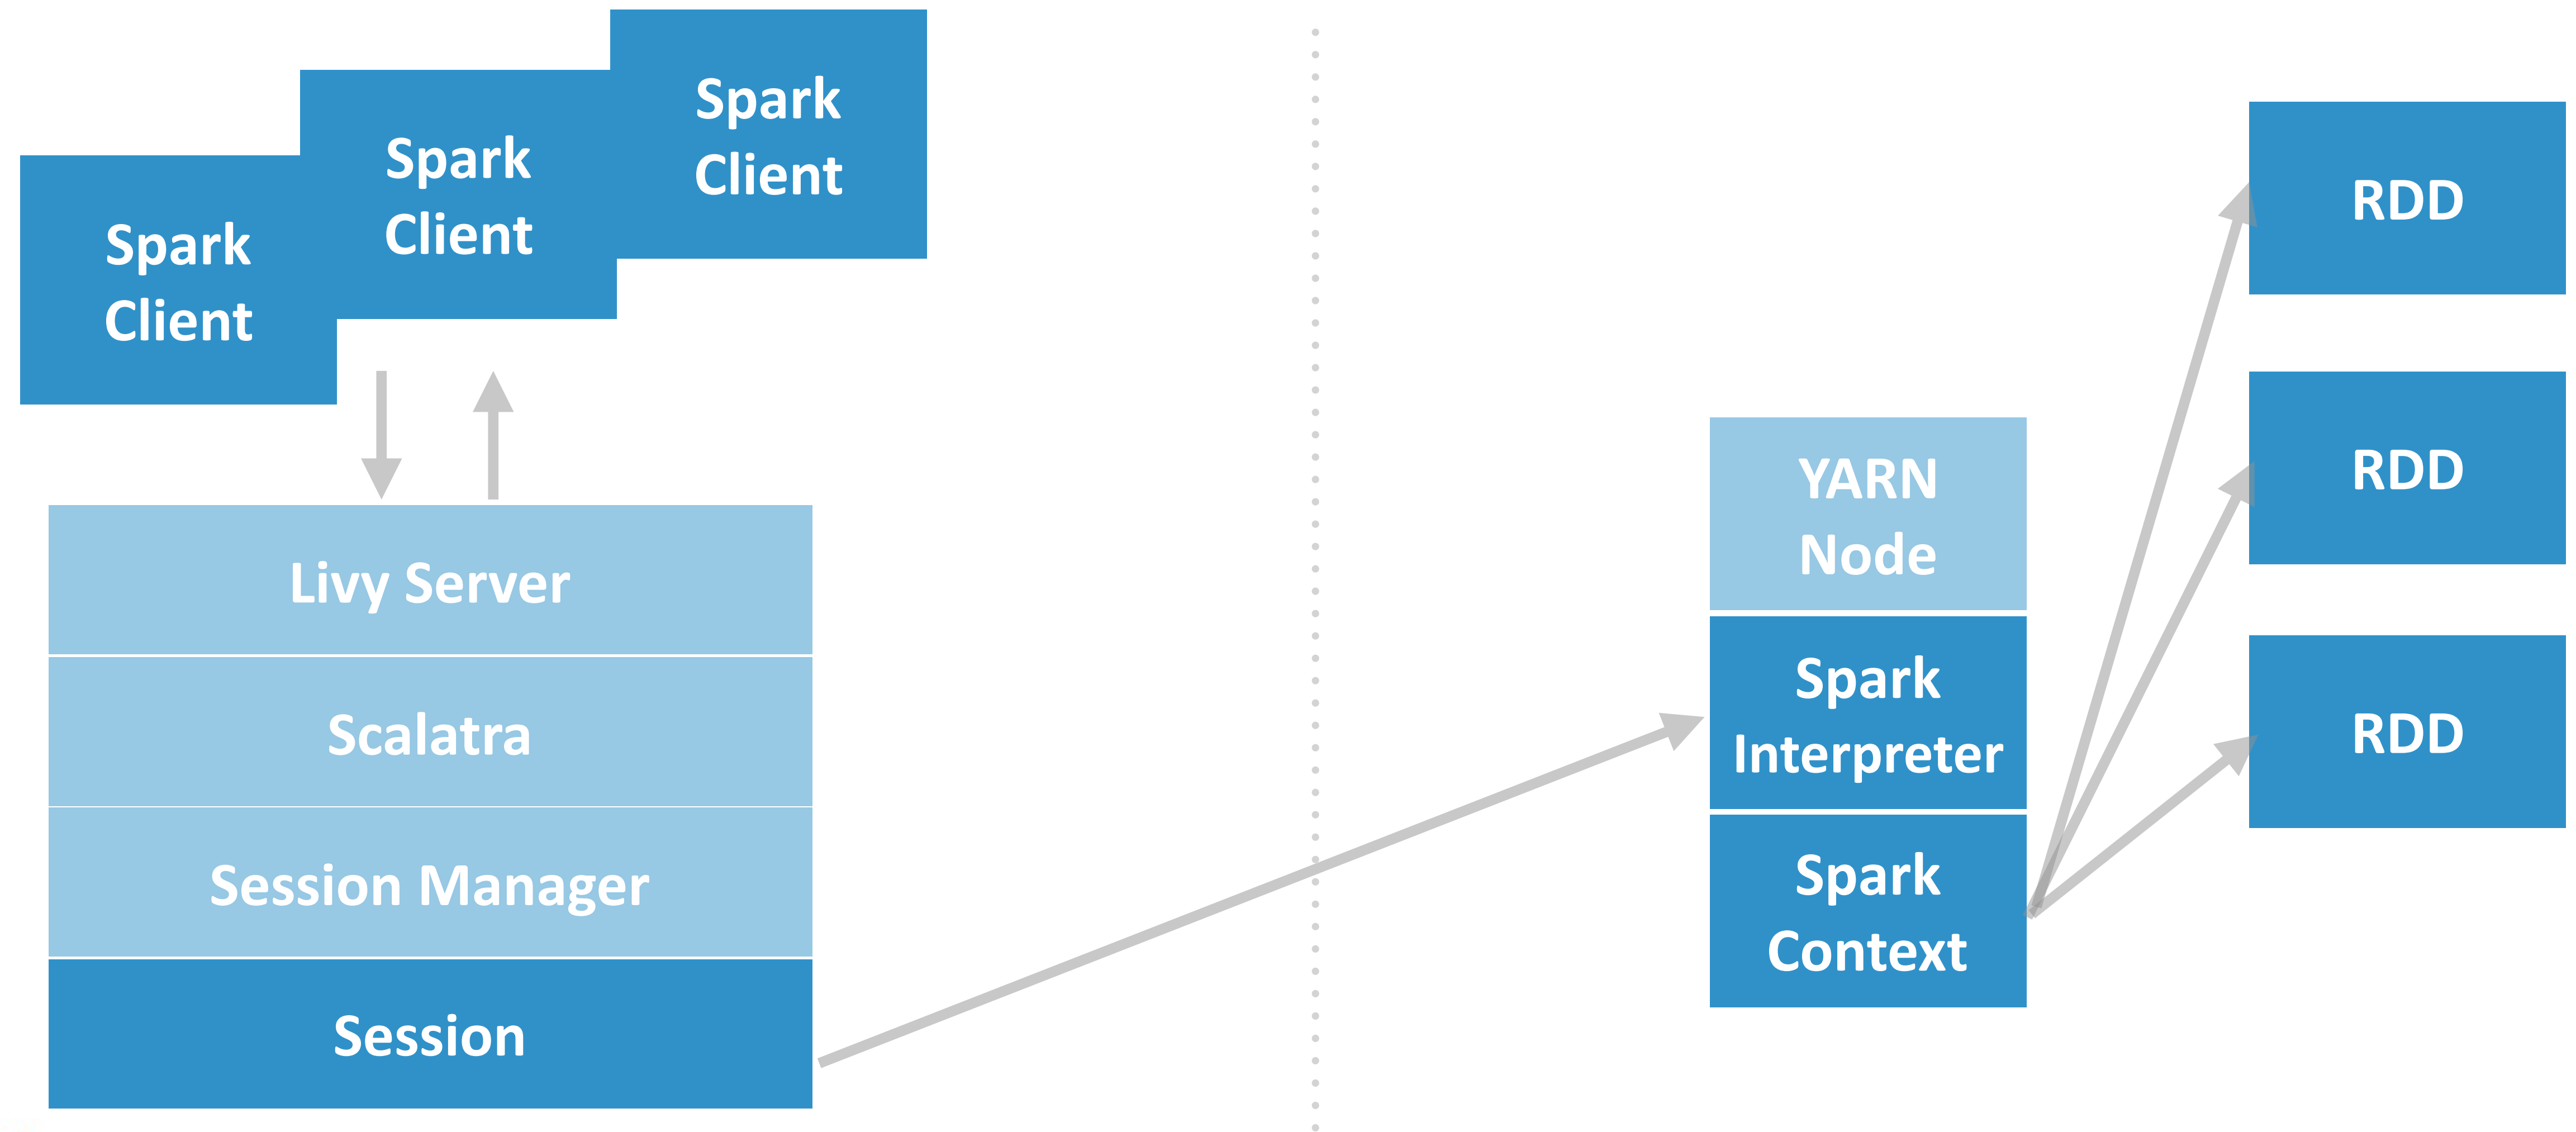 Spark
Client
Spark
Client
Spark
Client
Livy Server
Scalatra
Session Manager
Session
YARN
Node
Spark
Interpreter
Spark
Context
RDD
RDD
RDD